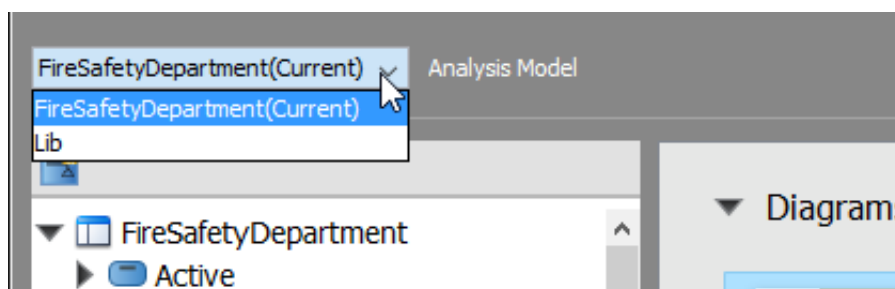 FireSafetyDepartment(Current) Analysis Model
FireSafetyDepartment(Current)
Lib
FireSafetyDepartment
Diagram
Active